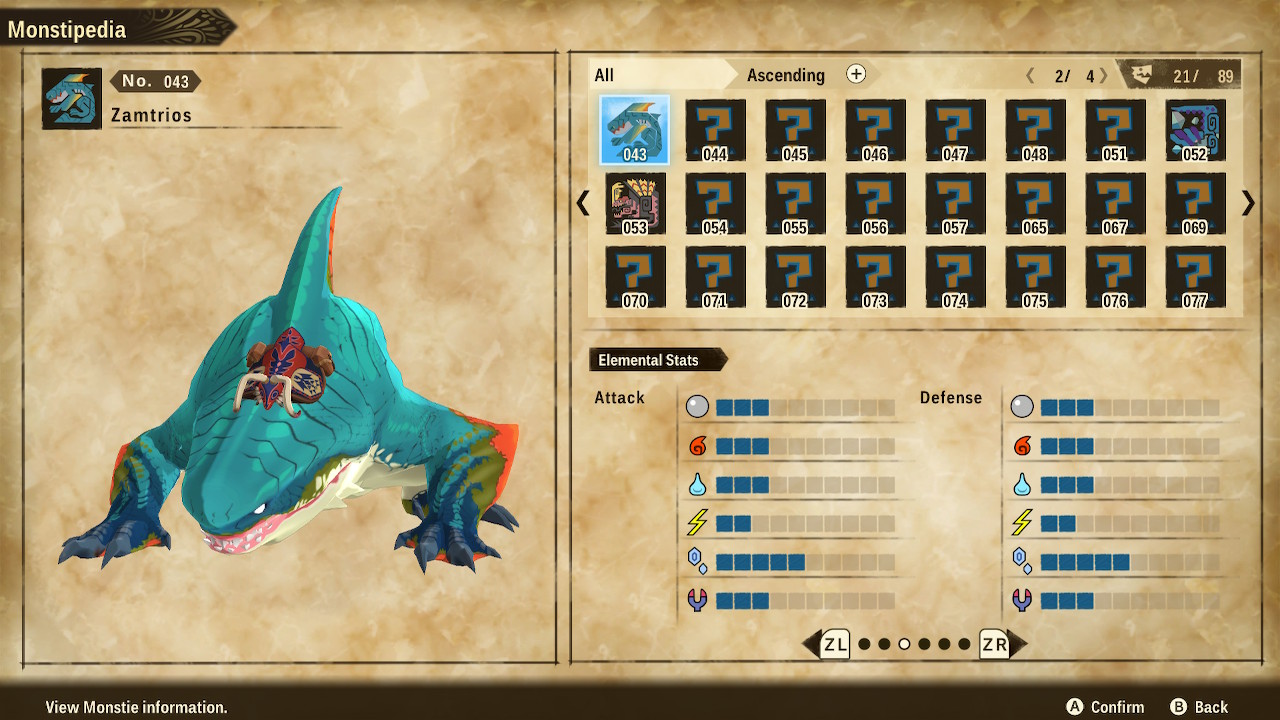 Monstipedia
No. 043
Zamtrios
All
Ascending
2/ 4
21/ 89
043 044 045 046 047 048 051 052
053 054 055 056 057 065 067 069
070 071 072 073 074 075 076 077
Elemental Stats
Attack
Defense
ZL
ZR
View Monstie information.
A Confirm
B Back